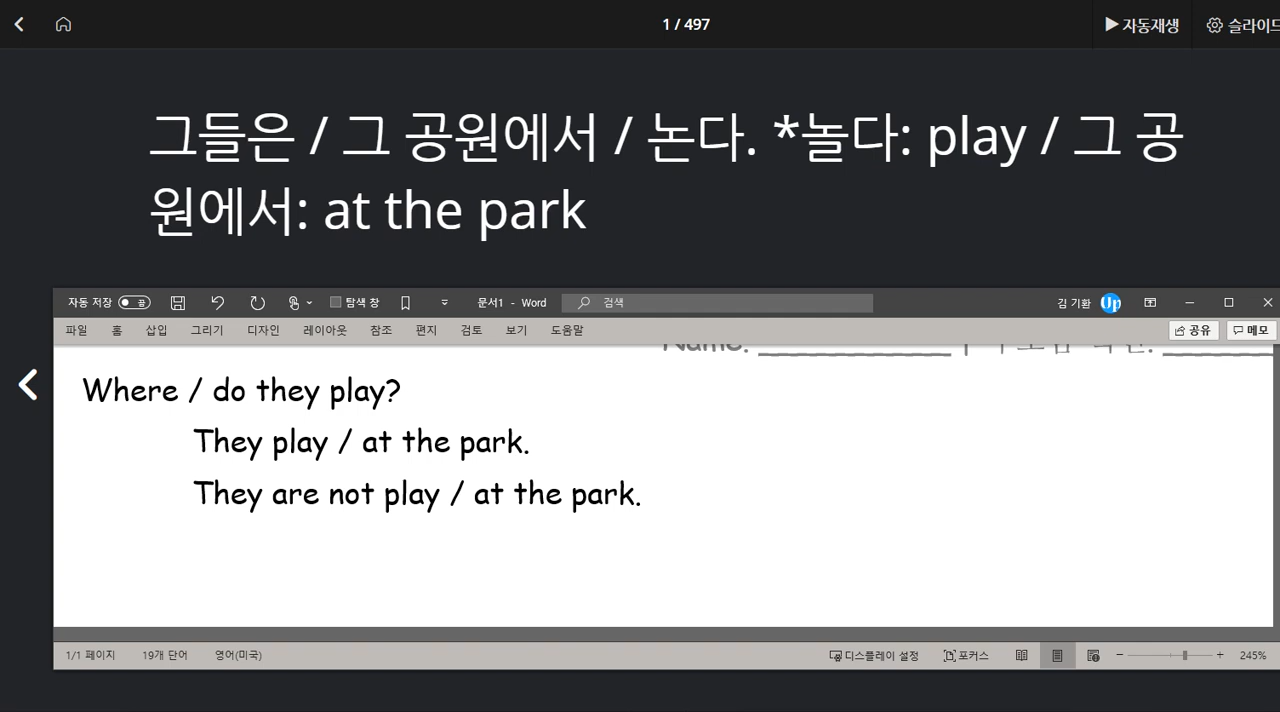 1 / 497
자동재생
슬라이드
그들은 / 그 공원에서 / 논다. *놀다: play / 그 공
원에서: at the park
자동 저장 끔 탐색 창 문서1 - Word 검색 김 기환 Up
파일 홈 삽입 그리기 디자인 레이아웃 참조 편지 검토 보기 도움말 공유 메모
Name:
Where / do they play?
They play / at the park.
They are not play / at the park.
1/1 페이지 19개 단어 영어(미국) 디스플레이 설정 포커스 245%